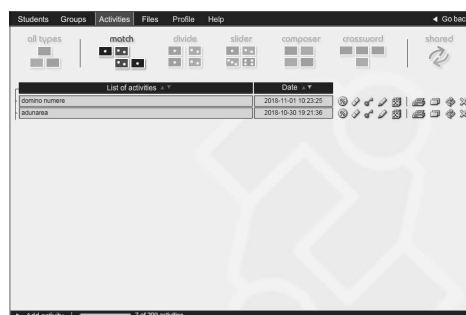 Students Groups Activities Files Profile Help ◄ Go bac
all types match divide slider composer crossword shared
List of activities ▲▼ Date ▲▼
domino numere 2018-11-01 10:23:25
adunarea 2018-10-30 19:21:36
Add activity 7 of 200 activities